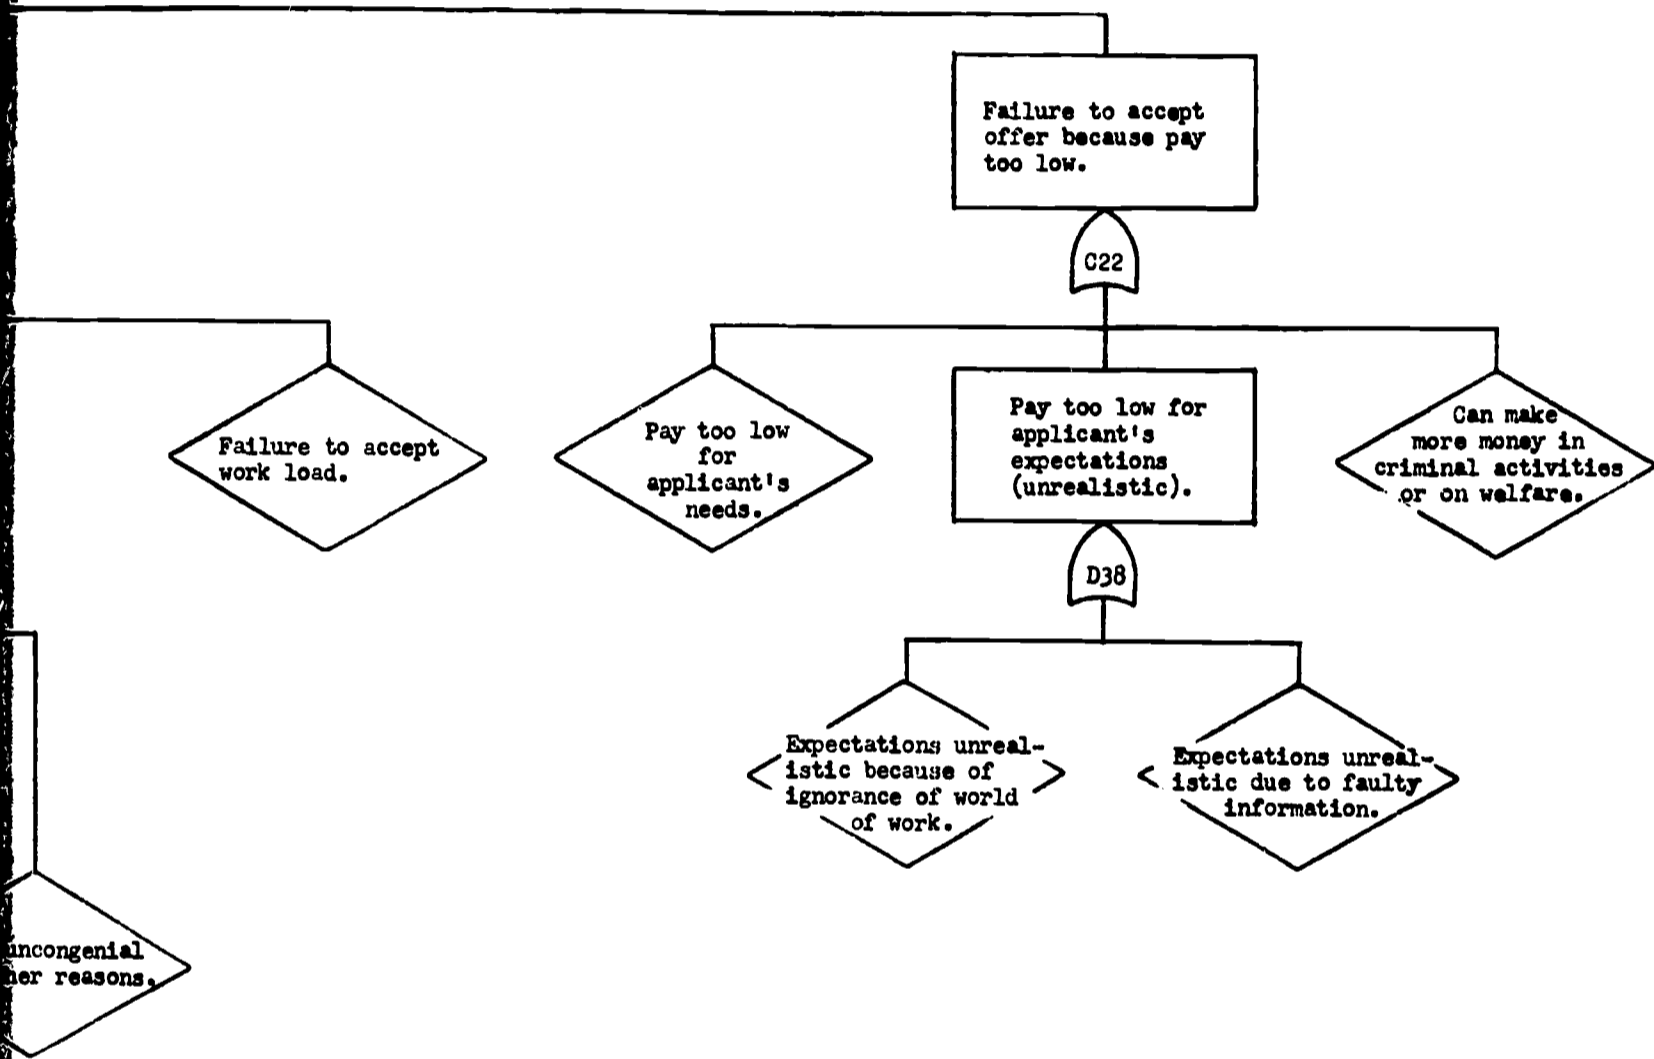 Failure to accept
offer because pay
too low.
C22
Failure to accept
work load.
Pay too low
for
applicant's
needs.
Pay too low for
applicant's
expectations
(unrealistic).
Can make
more money in
criminal activities
or on welfare.
D38
Expectations unreal-
istic because of
ignorance of world
of work.
Expectations unreal-
istic due to faulty
information.
uncongenial
reasons.